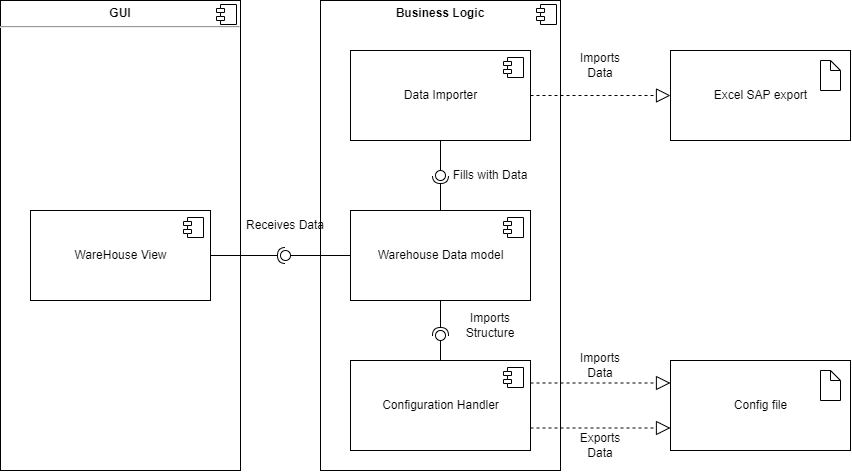 GUI
Business Logic
Data Importer
Imports
Data
Excel SAP export
Fills with Data
Receives Data
WareHouse View
Warehouse Data model
Imports
Structure
Configuration Handler
Imports
Data
Config file
Exports
Data